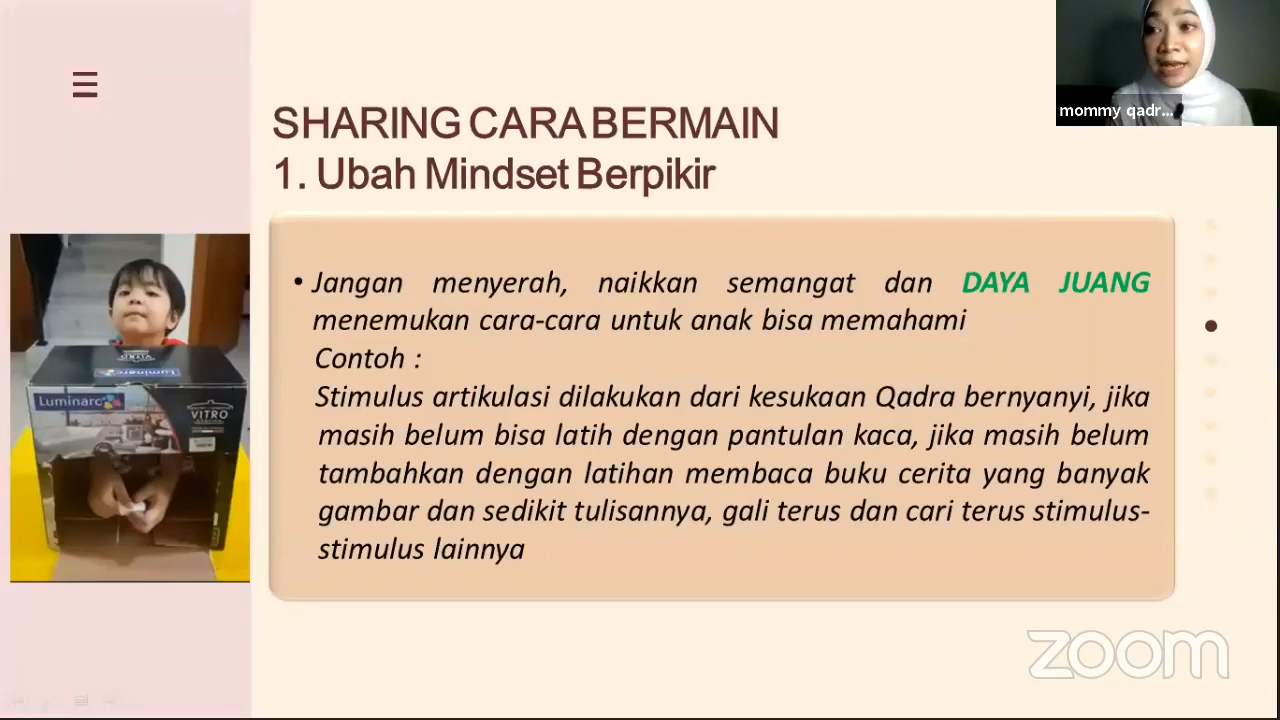 mommy qadr...
SHARING CARA BERMAIN
1. Ubah Mindset Berpikir
• Jangan menyerah, naikkan semangat dan DAYA JUANG
menemukan cara-cara untuk anak bisa memahami
Contoh :
Stimulus artikulasi dilakukan dari kesukaan Qadra bernyanyi, jika
masih belum bisa latih dengan pantulan kaca, jika masih belum
tambahkan dengan latihan membaca buku cerita yang banyak
gambar dan sedikit tulisannya, gali terus dan cari terus stimulus-
stimulus lainnya
VITRO
Luminarc
Luminarc
VITRO
zoom